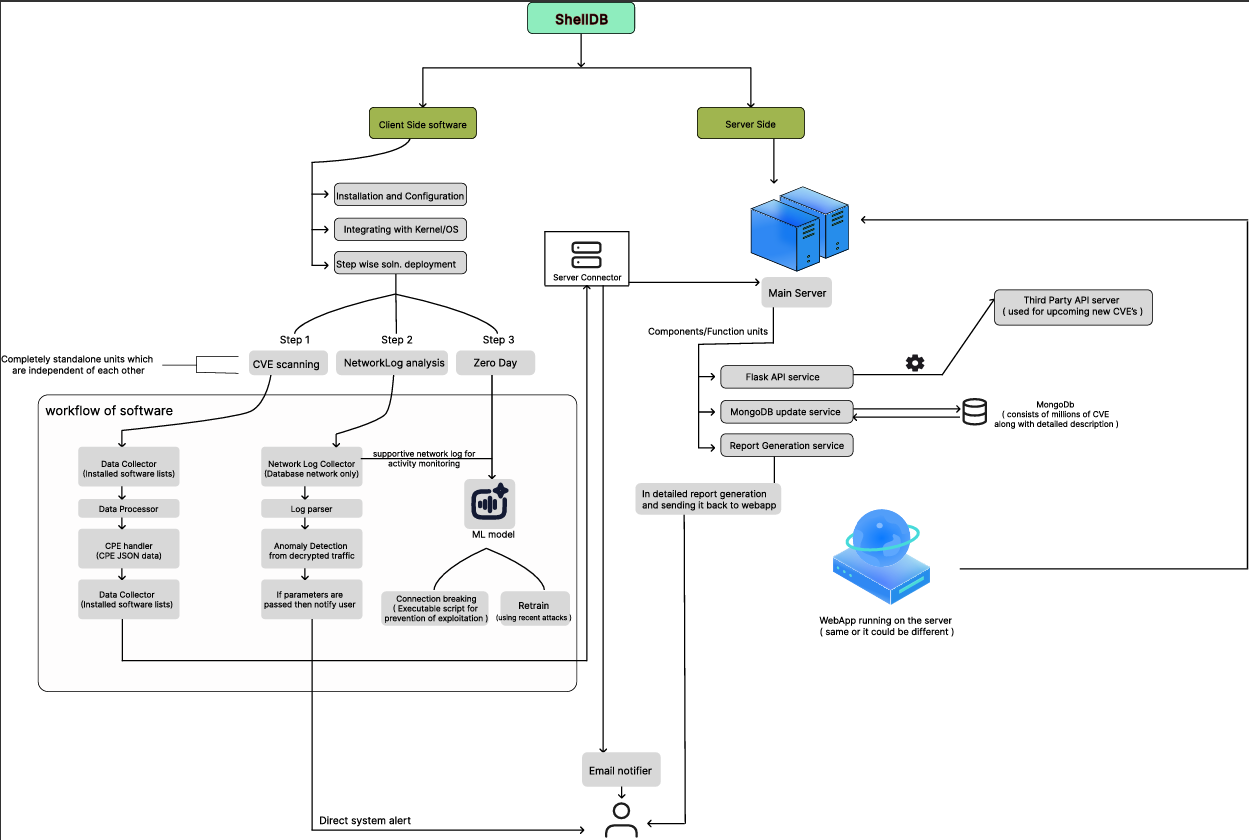 ShellDB
Client Side software
Server Side
Installation and Configuration
Integrating with Kernel/OS
Step wise soln. deployment
Server Connector
Main Server
Third Party API server
( used for upcoming new CVE's )
Components/Function units
Step 1
Step 2
Step 3
Completely standalone units which
are independent of each other
CVE scanning
NetworkLog analysis
Zero Day
Flask API service
MongoDB update service
Report Generation service
MongoDb
( consists of millions of CVE
along with detailed description )
workflow of software
Data Collector
(Installed software lists)
Data Processor
CPE handler
(CPE JSON data)
Data Collector
(Installed software lists)
Network Log Collector
(Database network only)
Log parser
Anomaly Detection
from decrypted traffic
If parameters are
passed then notify user
supportive network log for
activity monitoring
ML model
Connection breaking
( Executable script for
prevention of exploitation )
Retrain
(using recent attacks )
In detailed report generation
and sending it back to webapp
WebApp running on the server
( same or it could be different )
Email notifier
Direct system alert